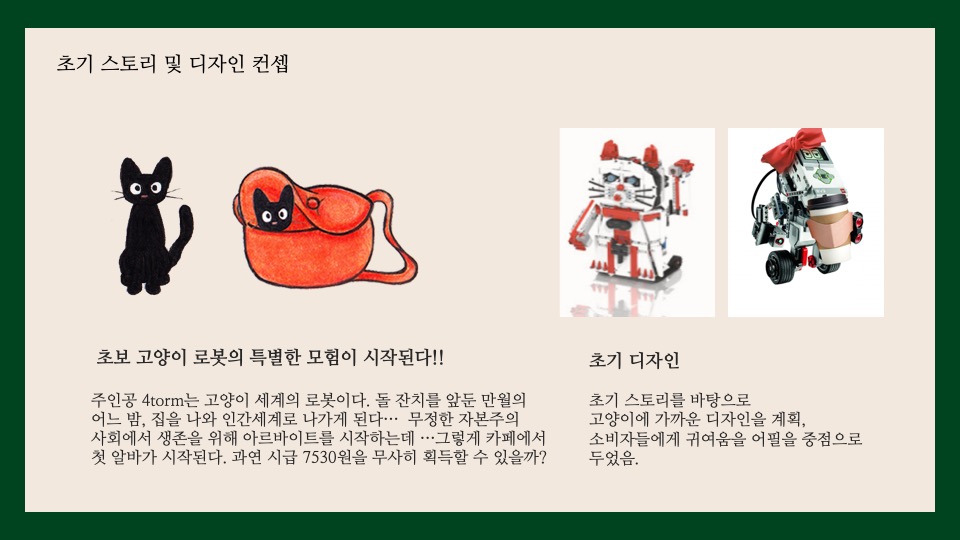 초기 스토리 및 디자인 컨셉
초보 고양이 로봇의 특별한 모험이 시작된다!!
주인공 4torm는 고양이 세계의 로봇이다. 돌 잔치를 앞둔 만월의
어느 밤, 집을 나와 인간세계로 나가게 된다… 무정한 자본주의
사회에서 생존을 위해 아르바이트를 시작하는데 …그렇게 카페에서
첫 알바가 시작된다. 과연 시급 7530원을 무사히 획득할 수 있을까?
초기 디자인
초기 스토리를 바탕으로
고양이에 가까운 디자인을 계획,
소비자들에게 귀여움을 어필을 중점으로
두었음.